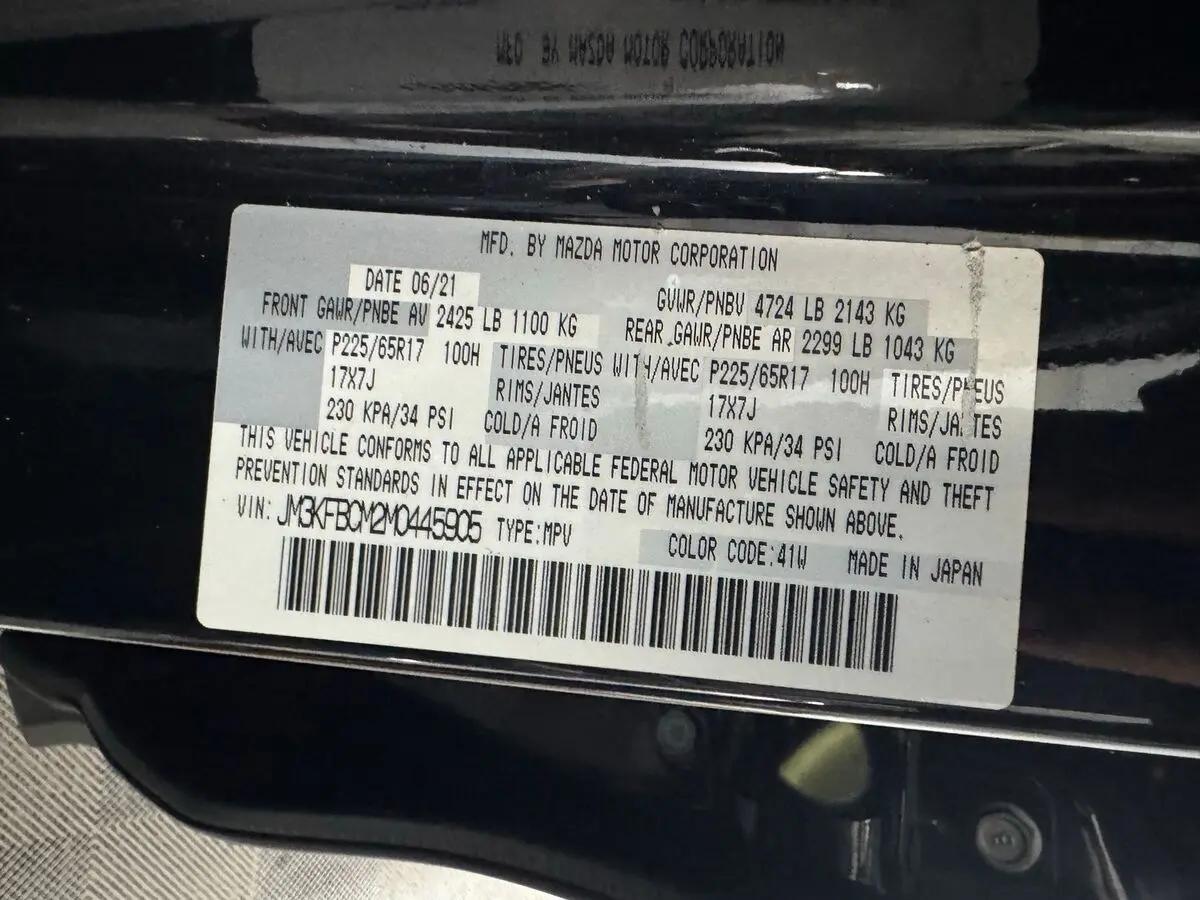 MFD. BY MAZDA MOTOR CORPORATION
DATE 06/21 GVWR/PNBV 4724 LB 2143 KG
FRONT GAWR/PNBE AV 2425 LB 1100 KG REAR GAWR/PNBE AR 2299 LB 1043 KG
WITH/AVEC P225/65R17 100H TIRES/PNEUS WITH/AVEC P225/65R17 100H TIRES/PNEUS
17X7J RIMS/JANTES 17X7J RIMS/JANTES
230 KPA/34 PSI COLD/A FROID 230 KPA/34 PSI COLD/A FROID
THIS VEHICLE CONFORMS TO ALL APPLICABLE FEDERAL MOTOR VEHICLE SAFETY AND THEFT
PREVENTION STANDARDS IN EFFECT ON THE DATE OF MANUFACTURE SHOWN ABOVE.
VIN: JM3KFBCM2M0445905 TYPE:MPV COLOR CODE:41W MADE IN JAPAN